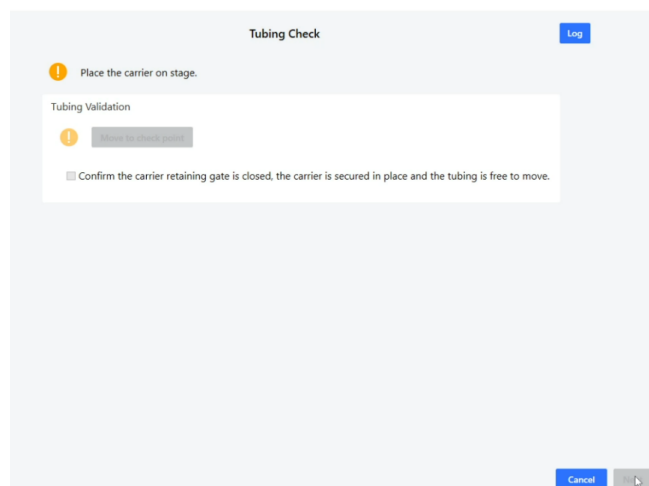 Tubing Check
Log
Place the carrier on stage.
Tubing Validation
Move to check point
Confirm the carrier retaining gate is closed, the carrier is secured in place and the tubing is free to move.
Cancel